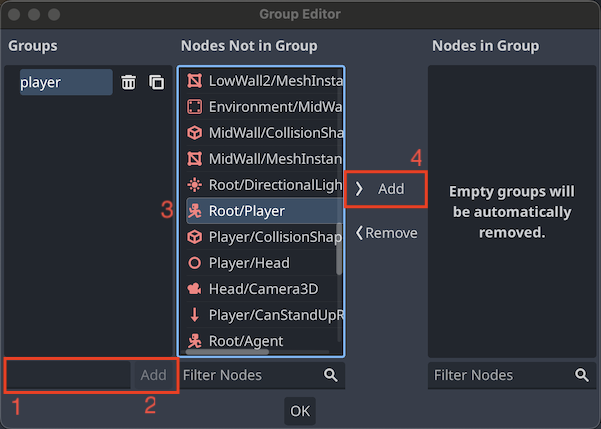 Group Editor
Groups
Nodes Not in Group
Nodes in Group
player
LowWall2/MeshInsta
Environment/MidWa
MidWall/CollisionSha
MidWall/MeshInstan
Root/DirectionalLigh
3
Root/Player
Player/CollisionShap
Player/Head
Head/Camera3D
Player/CanStandUpR
Root/Agent
4
Add
Remove
Empty groups will
be automatically
removed.
Add
1
2
Filter Nodes
Filter Nodes
OK